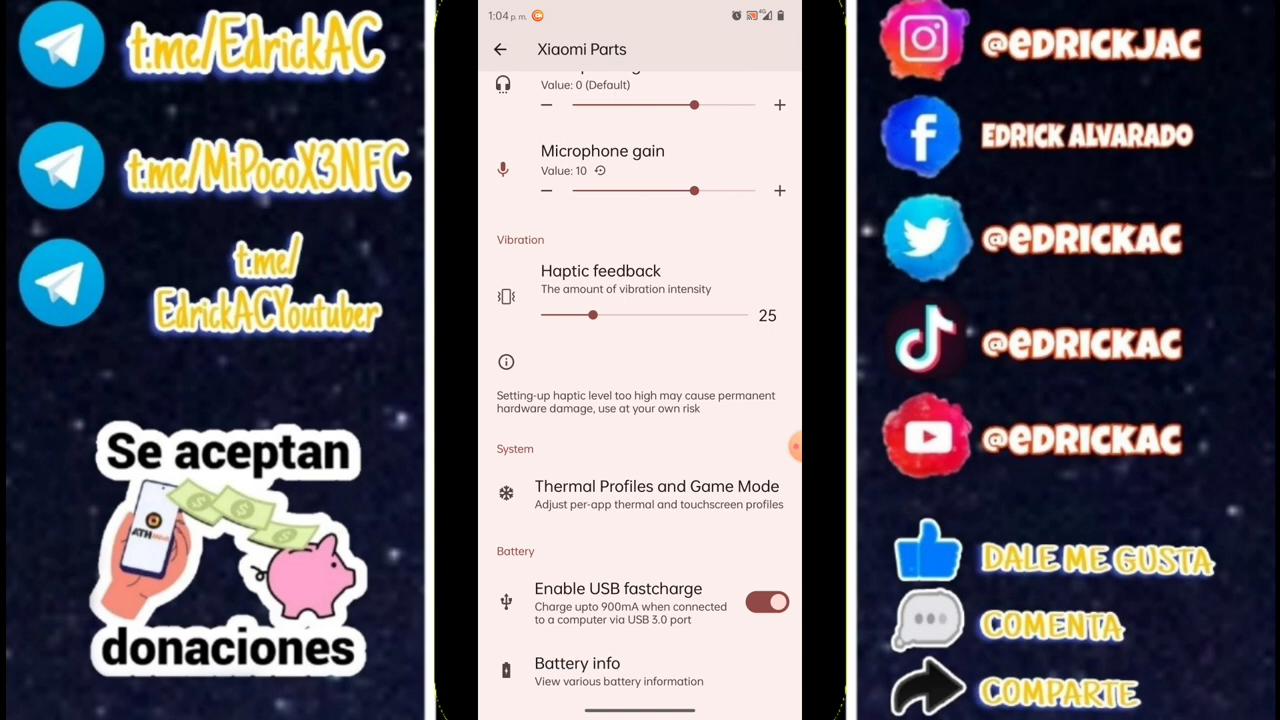 t.me/EdrickAC
t.me/MiPocoX3NFC
t.me/
EdrickACYoutuber
Se aceptan
ATH
donaciones
1:04 p. m.
4G
Xiaomi Parts
Value: 0 (Default)
Microphone gain
Value: 10
Vibration
Haptic feedback
The amount of vibration intensity
25
Setting-up haptic level too high may cause permanent
hardware damage, use at your own risk
System
Thermal Profiles and Game Mode
Adjust per-app thermal and touchscreen profiles
Battery
Enable USB fastcharge
Charge upto 900mA when connected
to a computer via USB 3.0 port
Battery info
View various battery information
@EDRICKJAC
EDRICK ALVARADO
@EDRICKAC
@EDRICKAC
@EDRICKAC
DALE ME GUSTA
COMENTA
COMPARTE